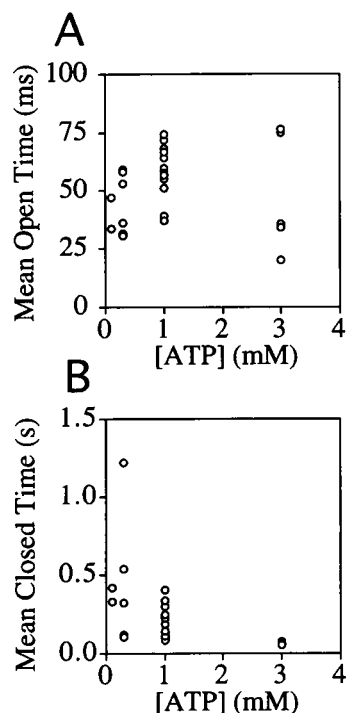 A
100
75
50
25
0
Mean Open Time (ms)
0 1 2 3 4
[ATP] (mM)
B
1.5
1.0
0.5
0.0
Mean Closed Time (s)
0 1 2 3 4
[ATP] (mM)